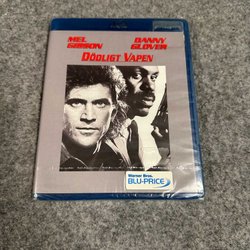 MEL
GIBSON
DANNY
GLOVER
DÖDLIGT VAPEN
Warner Bros.
BLU-PRICE